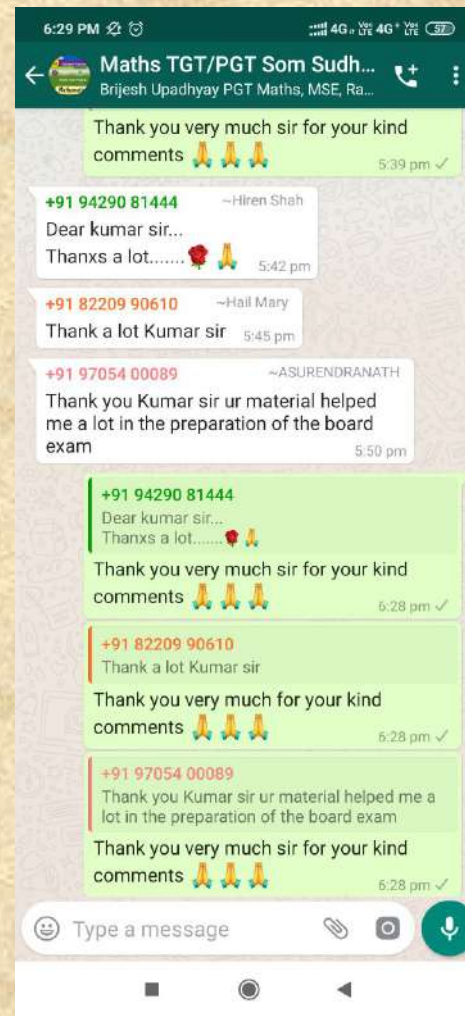 6:29 PM 4G 4G+ 57
Maths TGT/PGT Som Sudh...
Brijesh Upadhyay PGT Maths, MSE, Ra...
Thank you very much sir for your kind
comments 🙏 🙏 🙏
5:39 pm ✓
+91 94290 81444 ~Hiren Shah
Dear kumar sir...
Thanxs a lot.......🌹 🙏
5:42 pm
+91 82209 90610 ~Hail Mary
Thank a lot Kumar sir 5:45 pm
+91 97054 00089 ~ASURENDRANATH
Thank you Kumar sir ur material helped
me a lot in the preparation of the board
exam
5:50 pm
+91 94290 81444
Dear kumar sir...
Thanxs a lot.......🌹 🙏
Thank you very much sir for your kind
comments 🙏 🙏 🙏
6:28 pm ✓
+91 82209 90610
Thank a lot Kumar sir
Thank you very much for your kind
comments 🙏 🙏 🙏
6:28 pm ✓
+91 97054 00089
Thank you Kumar sir ur material helped me a
lot in the preparation of the board exam
Thank you very much sir for your kind
comments 🙏 🙏 🙏
6:28 pm ✓
Type a message